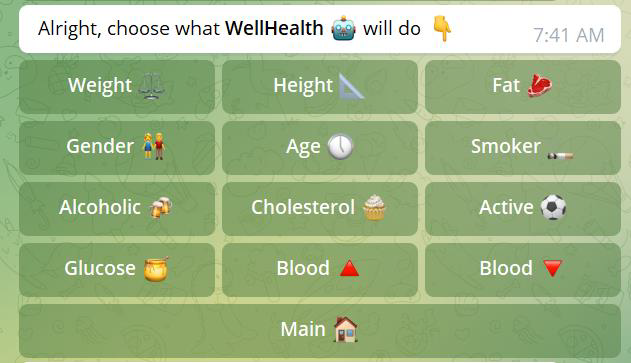 Alright, choose what WellHealth 🤖 will do 👇
7:41 AM
Weight ⚖️ Height 📐 Fat 🥩
Gender 👫 Age 🕔 Smoker 🚬
Alcoholic 🍻 Cholesterol 🧁 Active ⚽
Glucose 🍯 Blood 🔺 Blood 🔻
Main 🏠